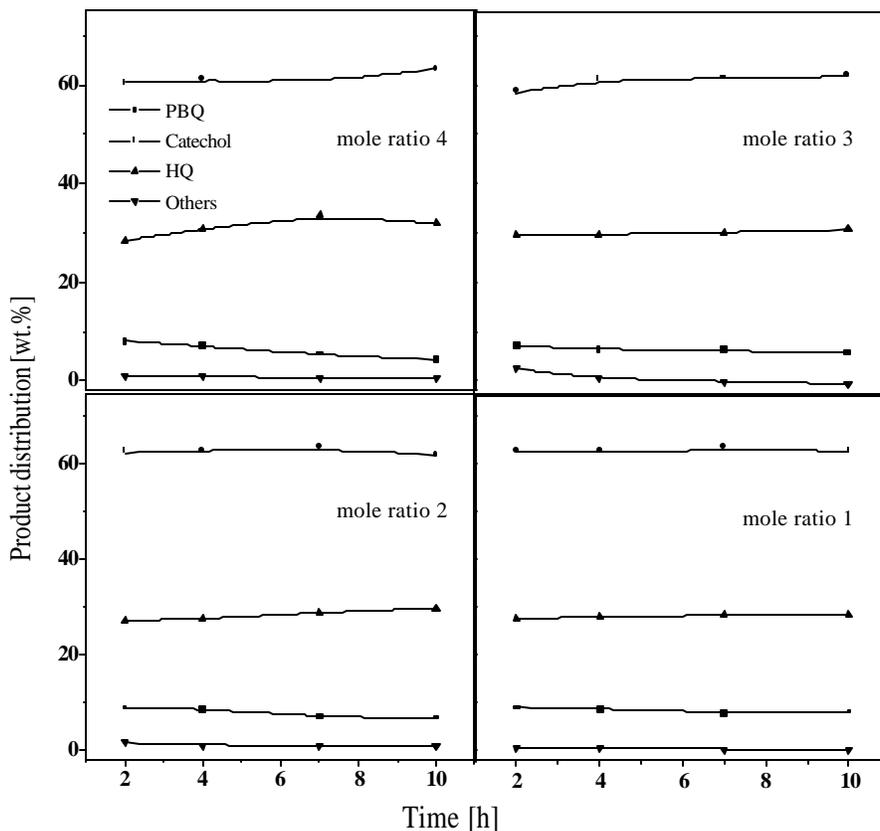 60
40
20
0
PBQ
Catechol
HQ
Others
mole ratio 4
mole ratio 3
60
40
20
0
mole ratio 2
mole ratio 1
2 4 6 8 10 2 4 6 8 10
Product distribution [wt.%]
Time [h]